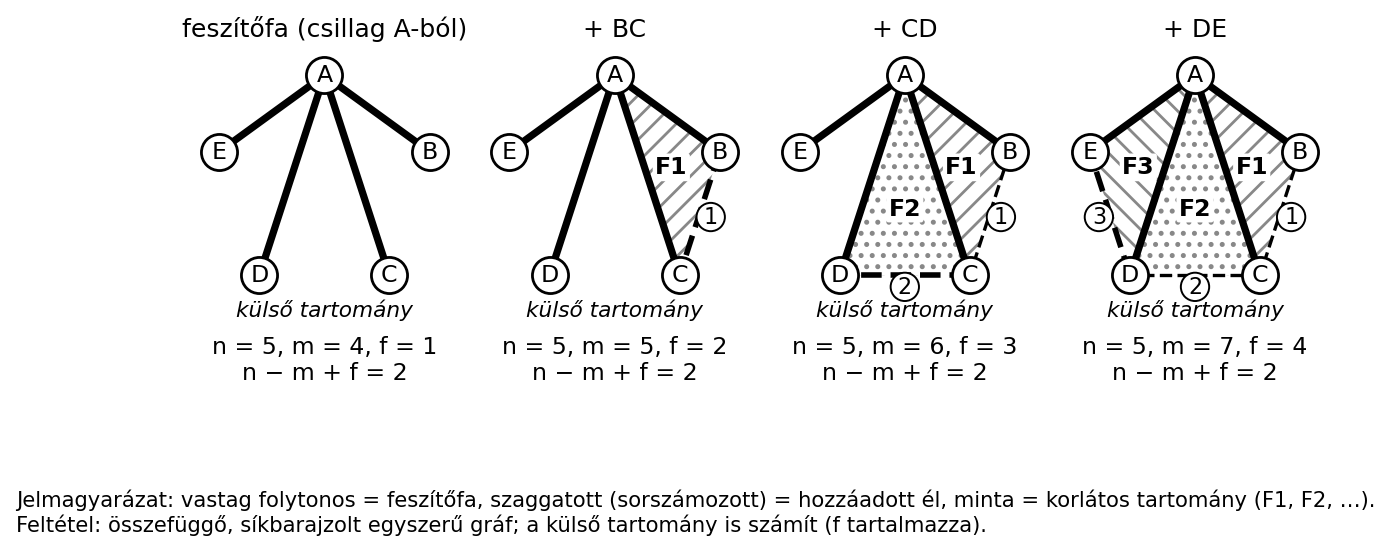 feszítőfa (csillag A-ból)
+ BC
+ CD
+ DE
A
E
B
D
C
külső tartomány
n = 5, m = 4, f = 1
n − m + f = 2
A
E
B
F1
1
D
C
külső tartomány
n = 5, m = 5, f = 2
n − m + f = 2
A
E
B
F1
F2
1
D
C
2
külső tartomány
n = 5, m = 6, f = 3
n − m + f = 2
A
E
B
F3
F1
F2
3
1
D
C
2
külső tartomány
n = 5, m = 7, f = 4
n − m + f = 2
Jelmagyarázat: vastag folytonos = feszítőfa, szaggatott (sorszámozott) = hozzáadott él, minta = korlátos tartomány (F1, F2, …).
Feltétel: összefüggő, síkbarajzolt egyszerű gráf; a külső tartomány is számít (f tartalmazza).